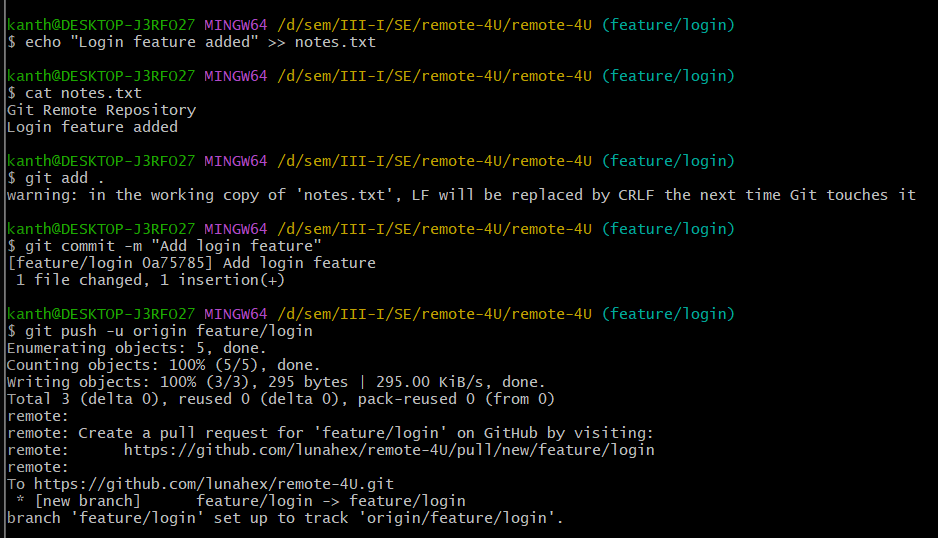 kanth@DESKTOP-J3RFO27 MINGW64 /d/sem/III-I/SE/remote-4U/remote-4U (feature/login)
$ echo "Login feature added" >> notes.txt
kanth@DESKTOP-J3RFO27 MINGW64 /d/sem/III-I/SE/remote-4U/remote-4U (feature/login)
$ cat notes.txt
Git Remote Repository
Login feature added
kanth@DESKTOP-J3RFO27 MINGW64 /d/sem/III-I/SE/remote-4U/remote-4U (feature/login)
$ git add .
warning: in the working copy of 'notes.txt', LF will be replaced by CRLF the next time Git touches it
kanth@DESKTOP-J3RFO27 MINGW64 /d/sem/III-I/SE/remote-4U/remote-4U (feature/login)
$ git commit -m "Add login feature"
[feature/login 0a75785] Add login feature
 1 file changed, 1 insertion(+)
kanth@DESKTOP-J3RFO27 MINGW64 /d/sem/III-I/SE/remote-4U/remote-4U (feature/login)
$ git push -u origin feature/login
Enumerating objects: 5, done.
Counting objects: 100% (5/5), done.
Writing objects: 100% (3/3), 295 bytes | 295.00 KiB/s, done.
Total 3 (delta 0), reused 0 (delta 0), pack-reused 0 (from 0)
remote:
remote: Create a pull request for 'feature/login' on GitHub by visiting:
remote:      https://github.com/lunahex/remote-4U/pull/new/feature/login
remote:
To https://github.com/lunahex/remote-4U.git
 * [new branch]      feature/login -> feature/login
branch 'feature/login' set up to track 'origin/feature/login'.